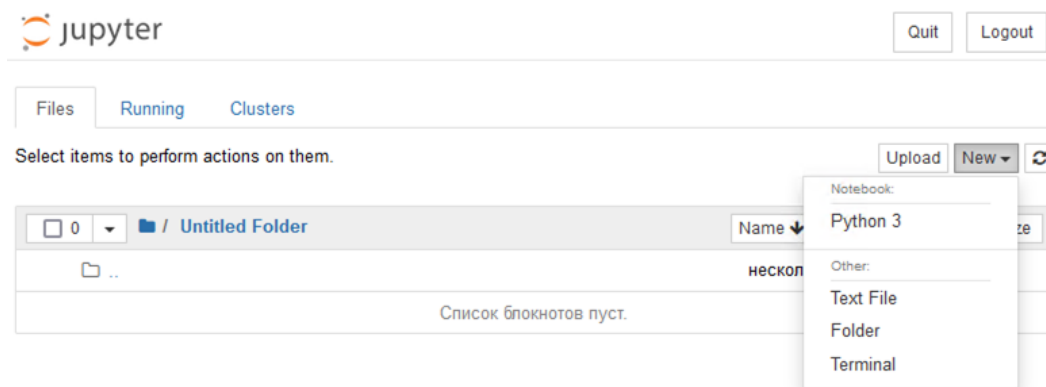 jupyter
Quit Logout
Files Running Clusters
Select items to perform actions on them.
Upload New
Notebook:
0 / Untitled Folder Name
Python 3
..
Other:
Список блокнотов пуст.
Text File
Folder
Terminal